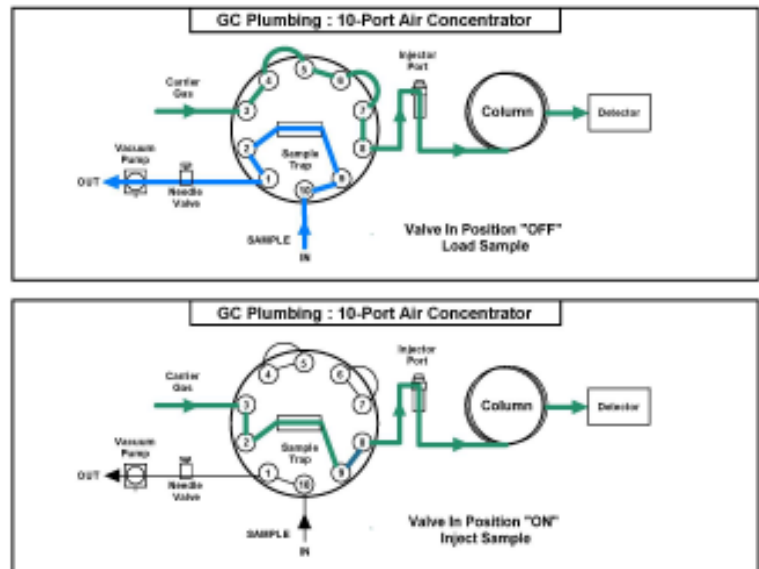 GC Plumbing : 10-Port Air Concentrator
Injector
Port
Carrier
Gas
4
5
6
3
7
Column
Detector
2
8
Vacuum
Pump
Sample
Trap
1
9
10
OUT
Needle
Valve
SAMPLE
IN
Valve In Position "OFF"
Load Sample
GC Plumbing : 10-Port Air Concentrator
Injector
Port
Carrier
Gas
4
5
6
3
7
Column
Detector
2
8
Vacuum
Pump
Sample
Trap
1
9
10
OUT
Needle
Valve
SAMPLE
IN
Valve In Position "ON"
Inject Sample